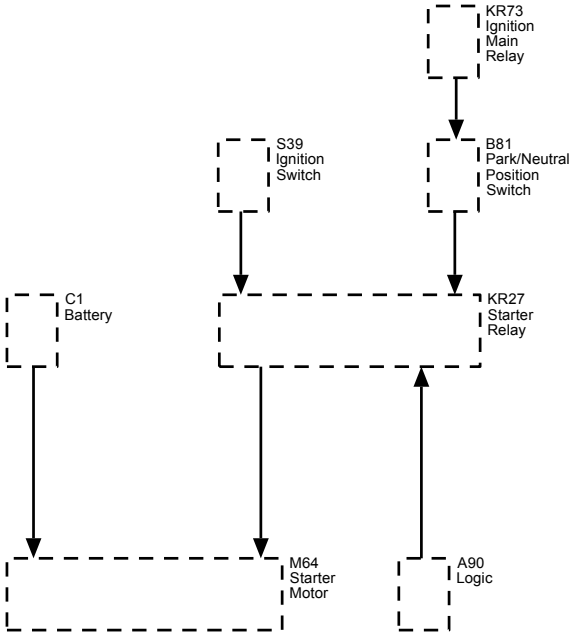 KR73
Ignition
Main
Relay
S39
Ignition
Switch
B81
Park/Neutral
Position
Switch
C1
Battery
KR27
Starter
Relay
M64
Starter
Motor
A90
Logic